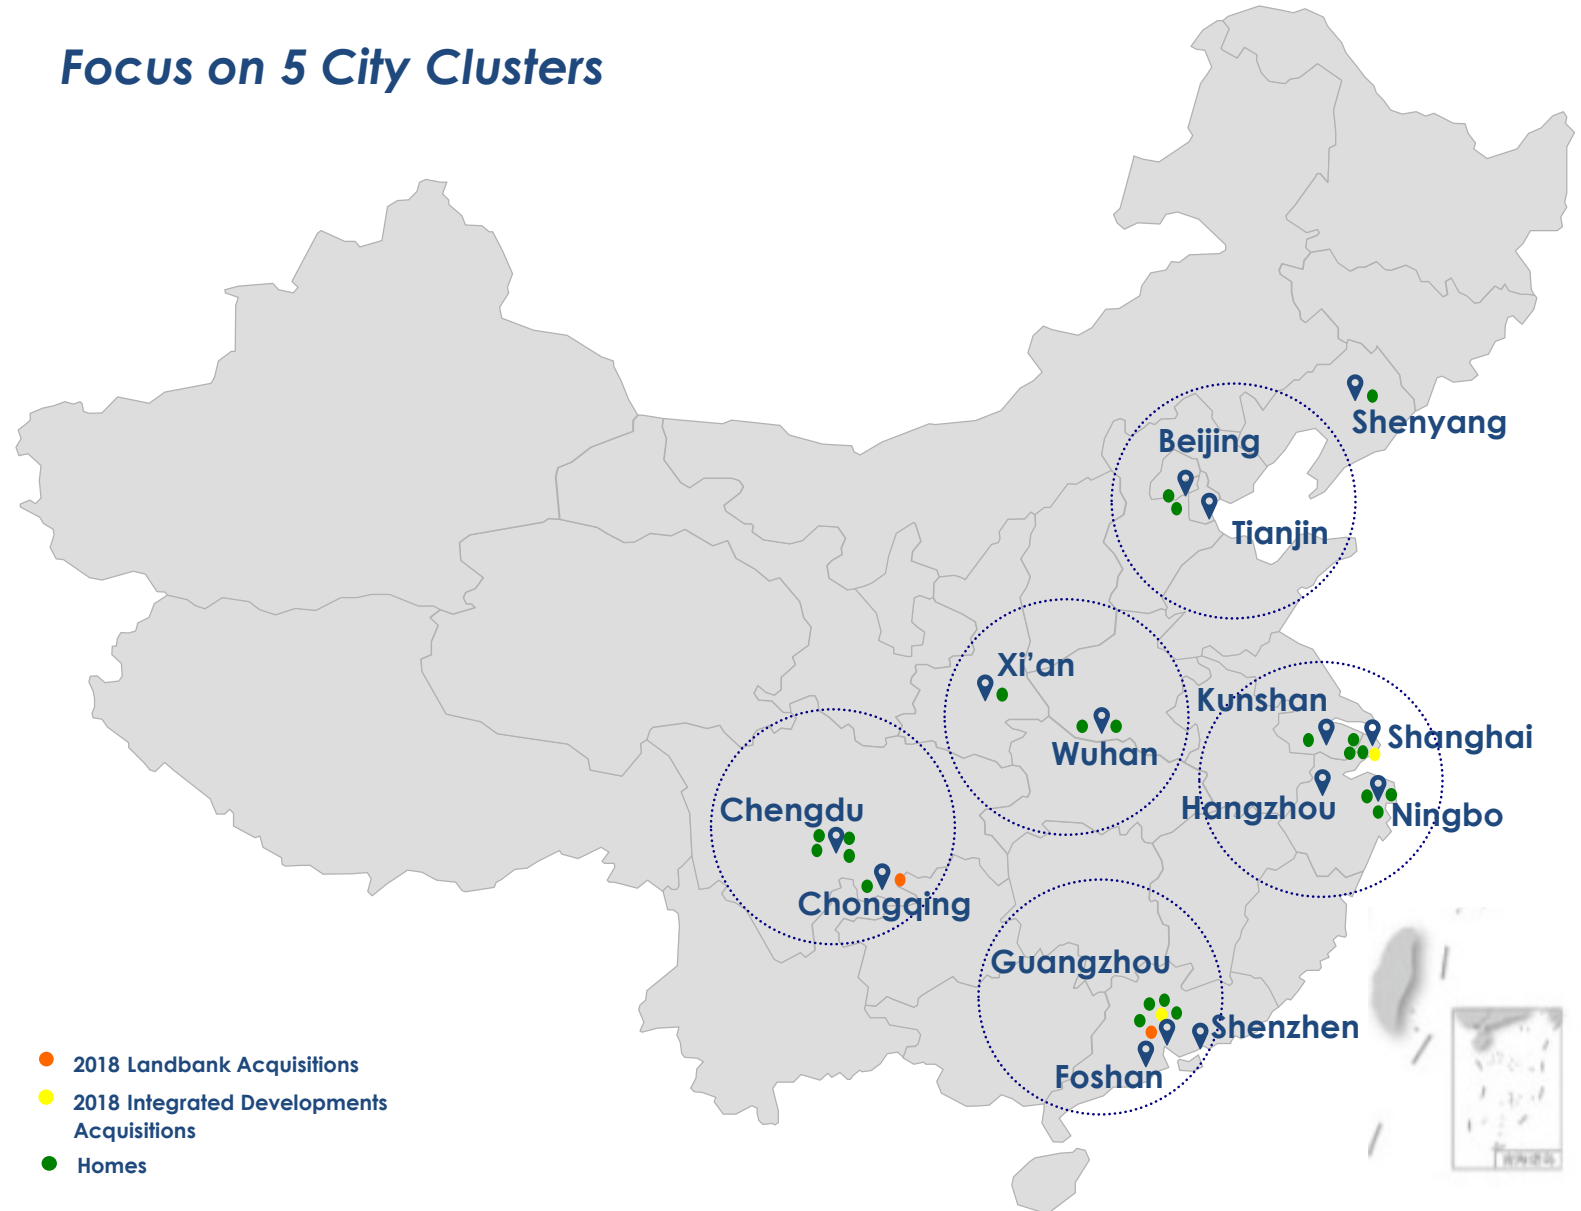 Focus on 5 City Clusters
Shenyang
Beijing
Tianjin
Xi’an
Kunshan
Shanghai
Wuhan
Hangzhou
Ningbo
Chengdu
Chongqing
Guangzhou
Shenzhen
Foshan
2018 Landbank Acquisitions
2018 Integrated Developments
Acquisitions
Homes